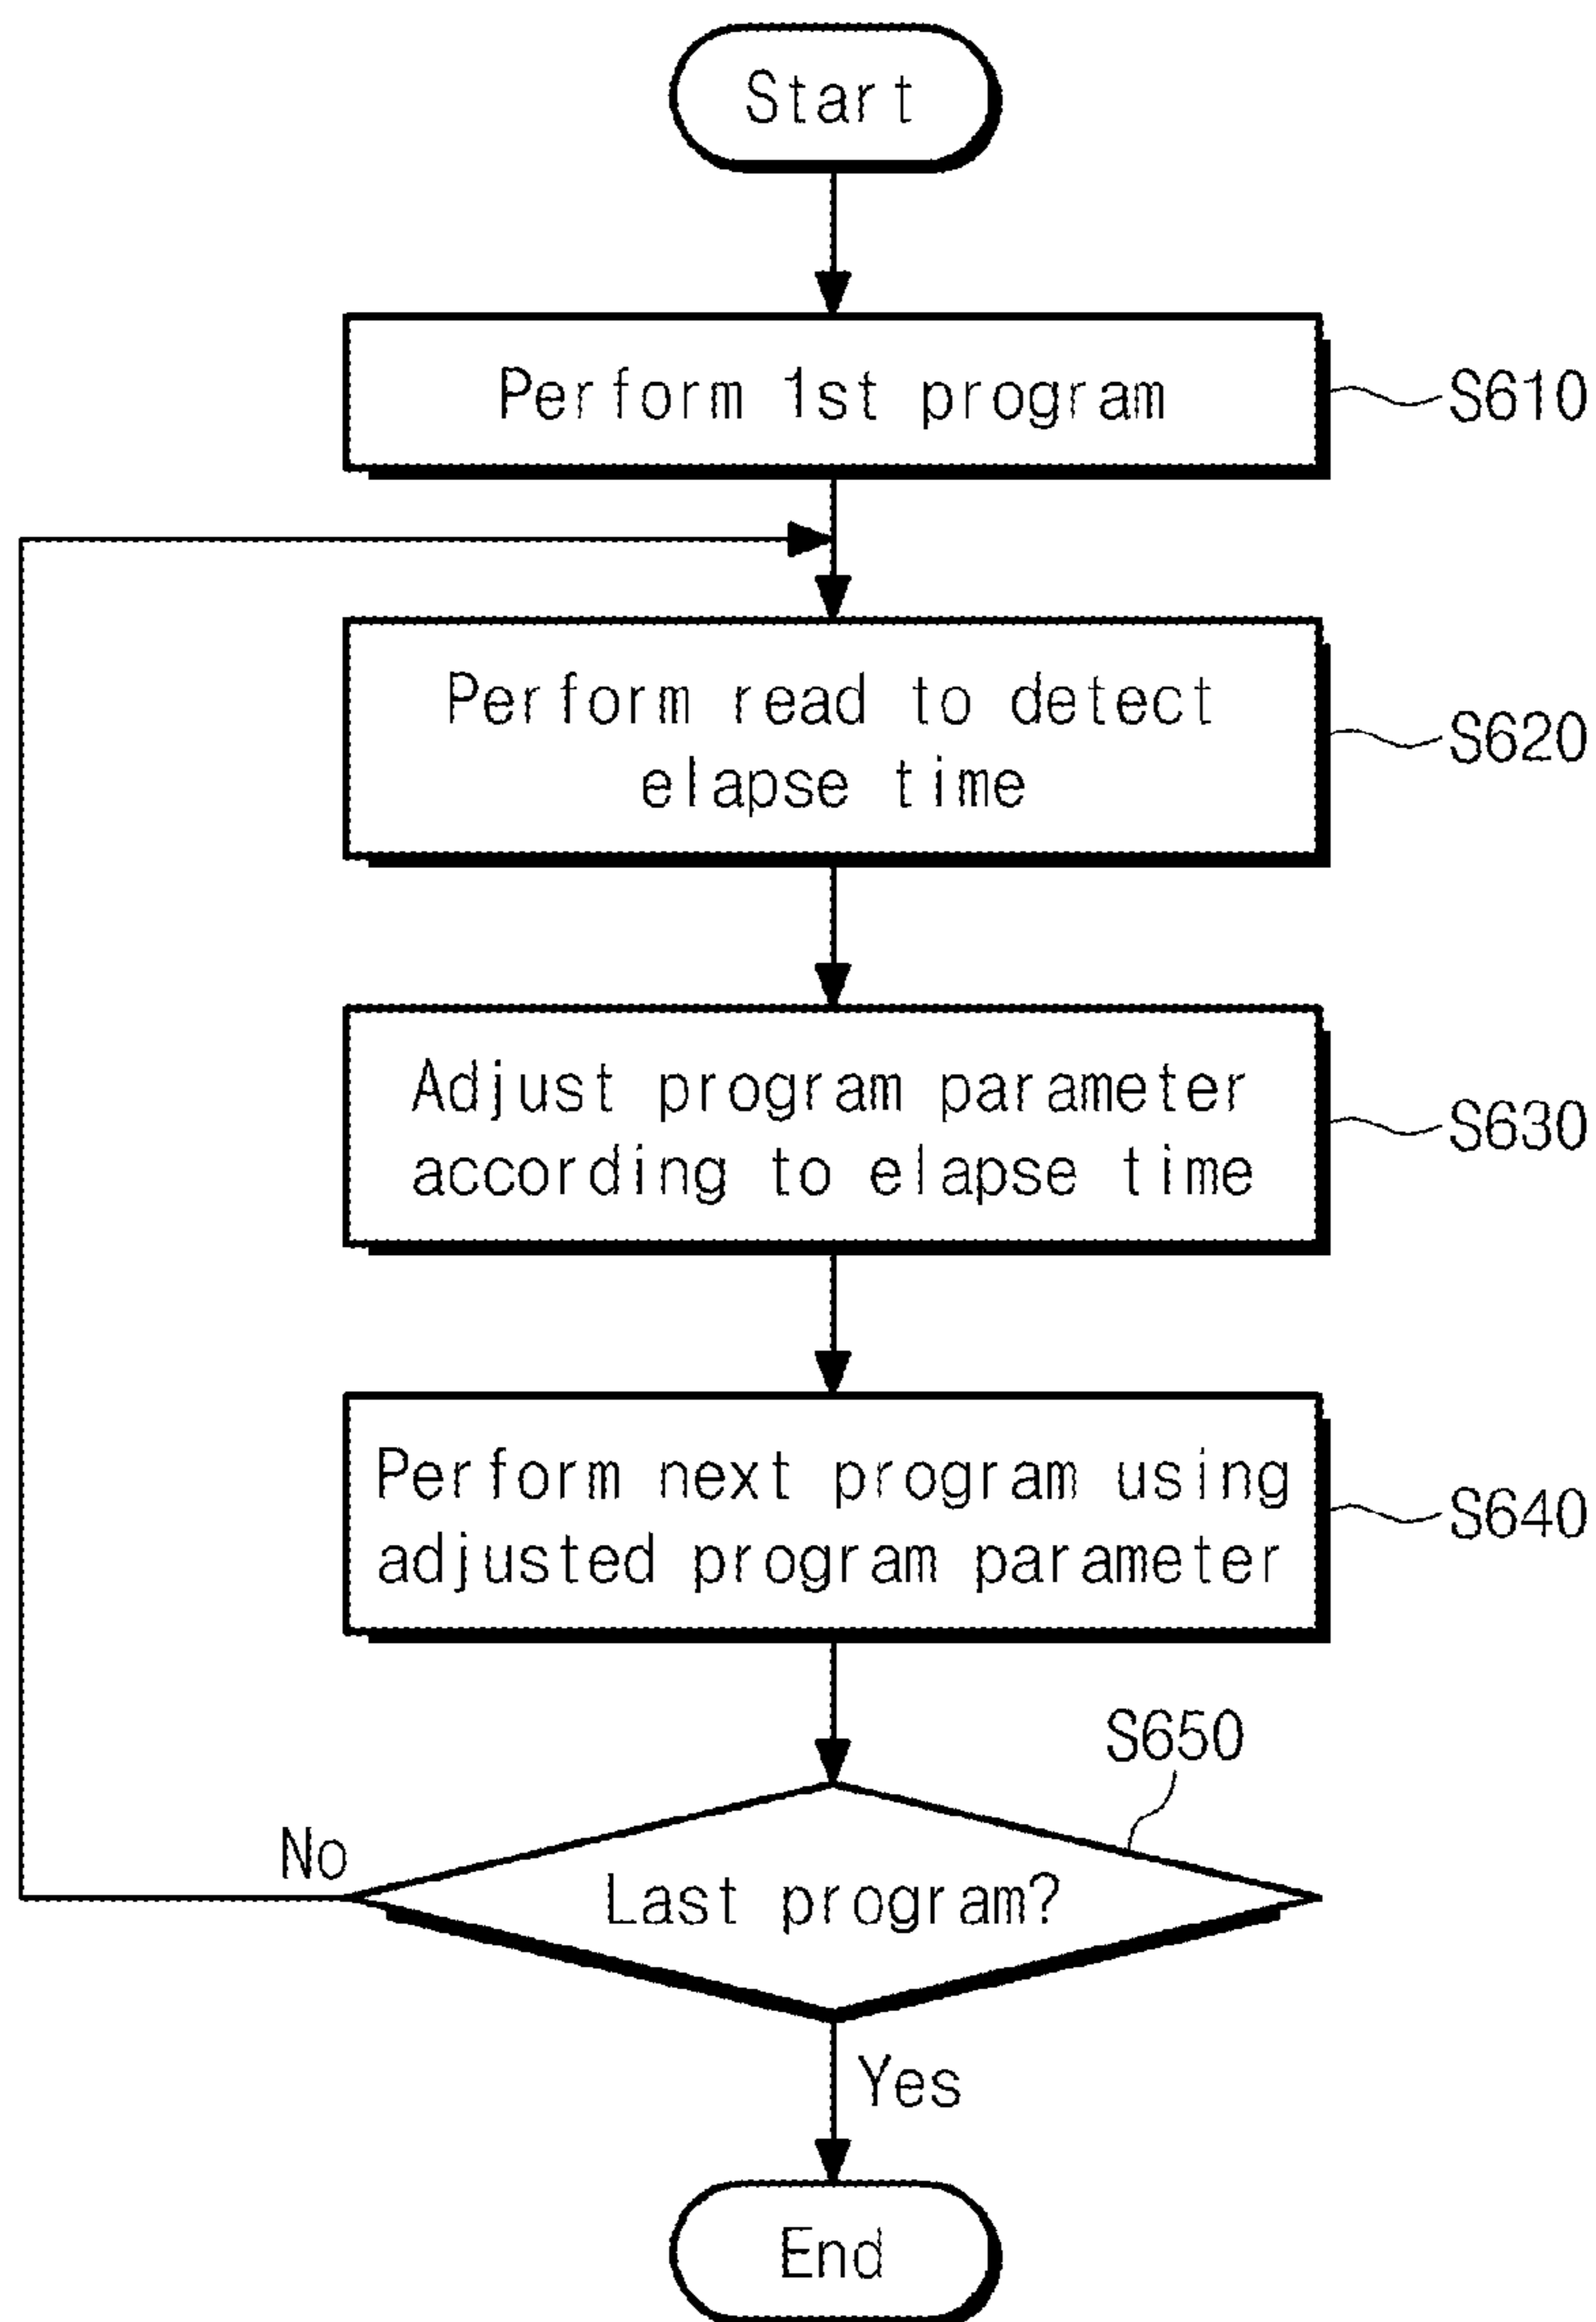 Start
Perform 1st program
S610
Perform read to detect
elapse time
S620
Adjust program parameter
according to elapse time
S630
Perform next program using
adjusted program parameter
S640
S650
No
Last program?
Yes
End